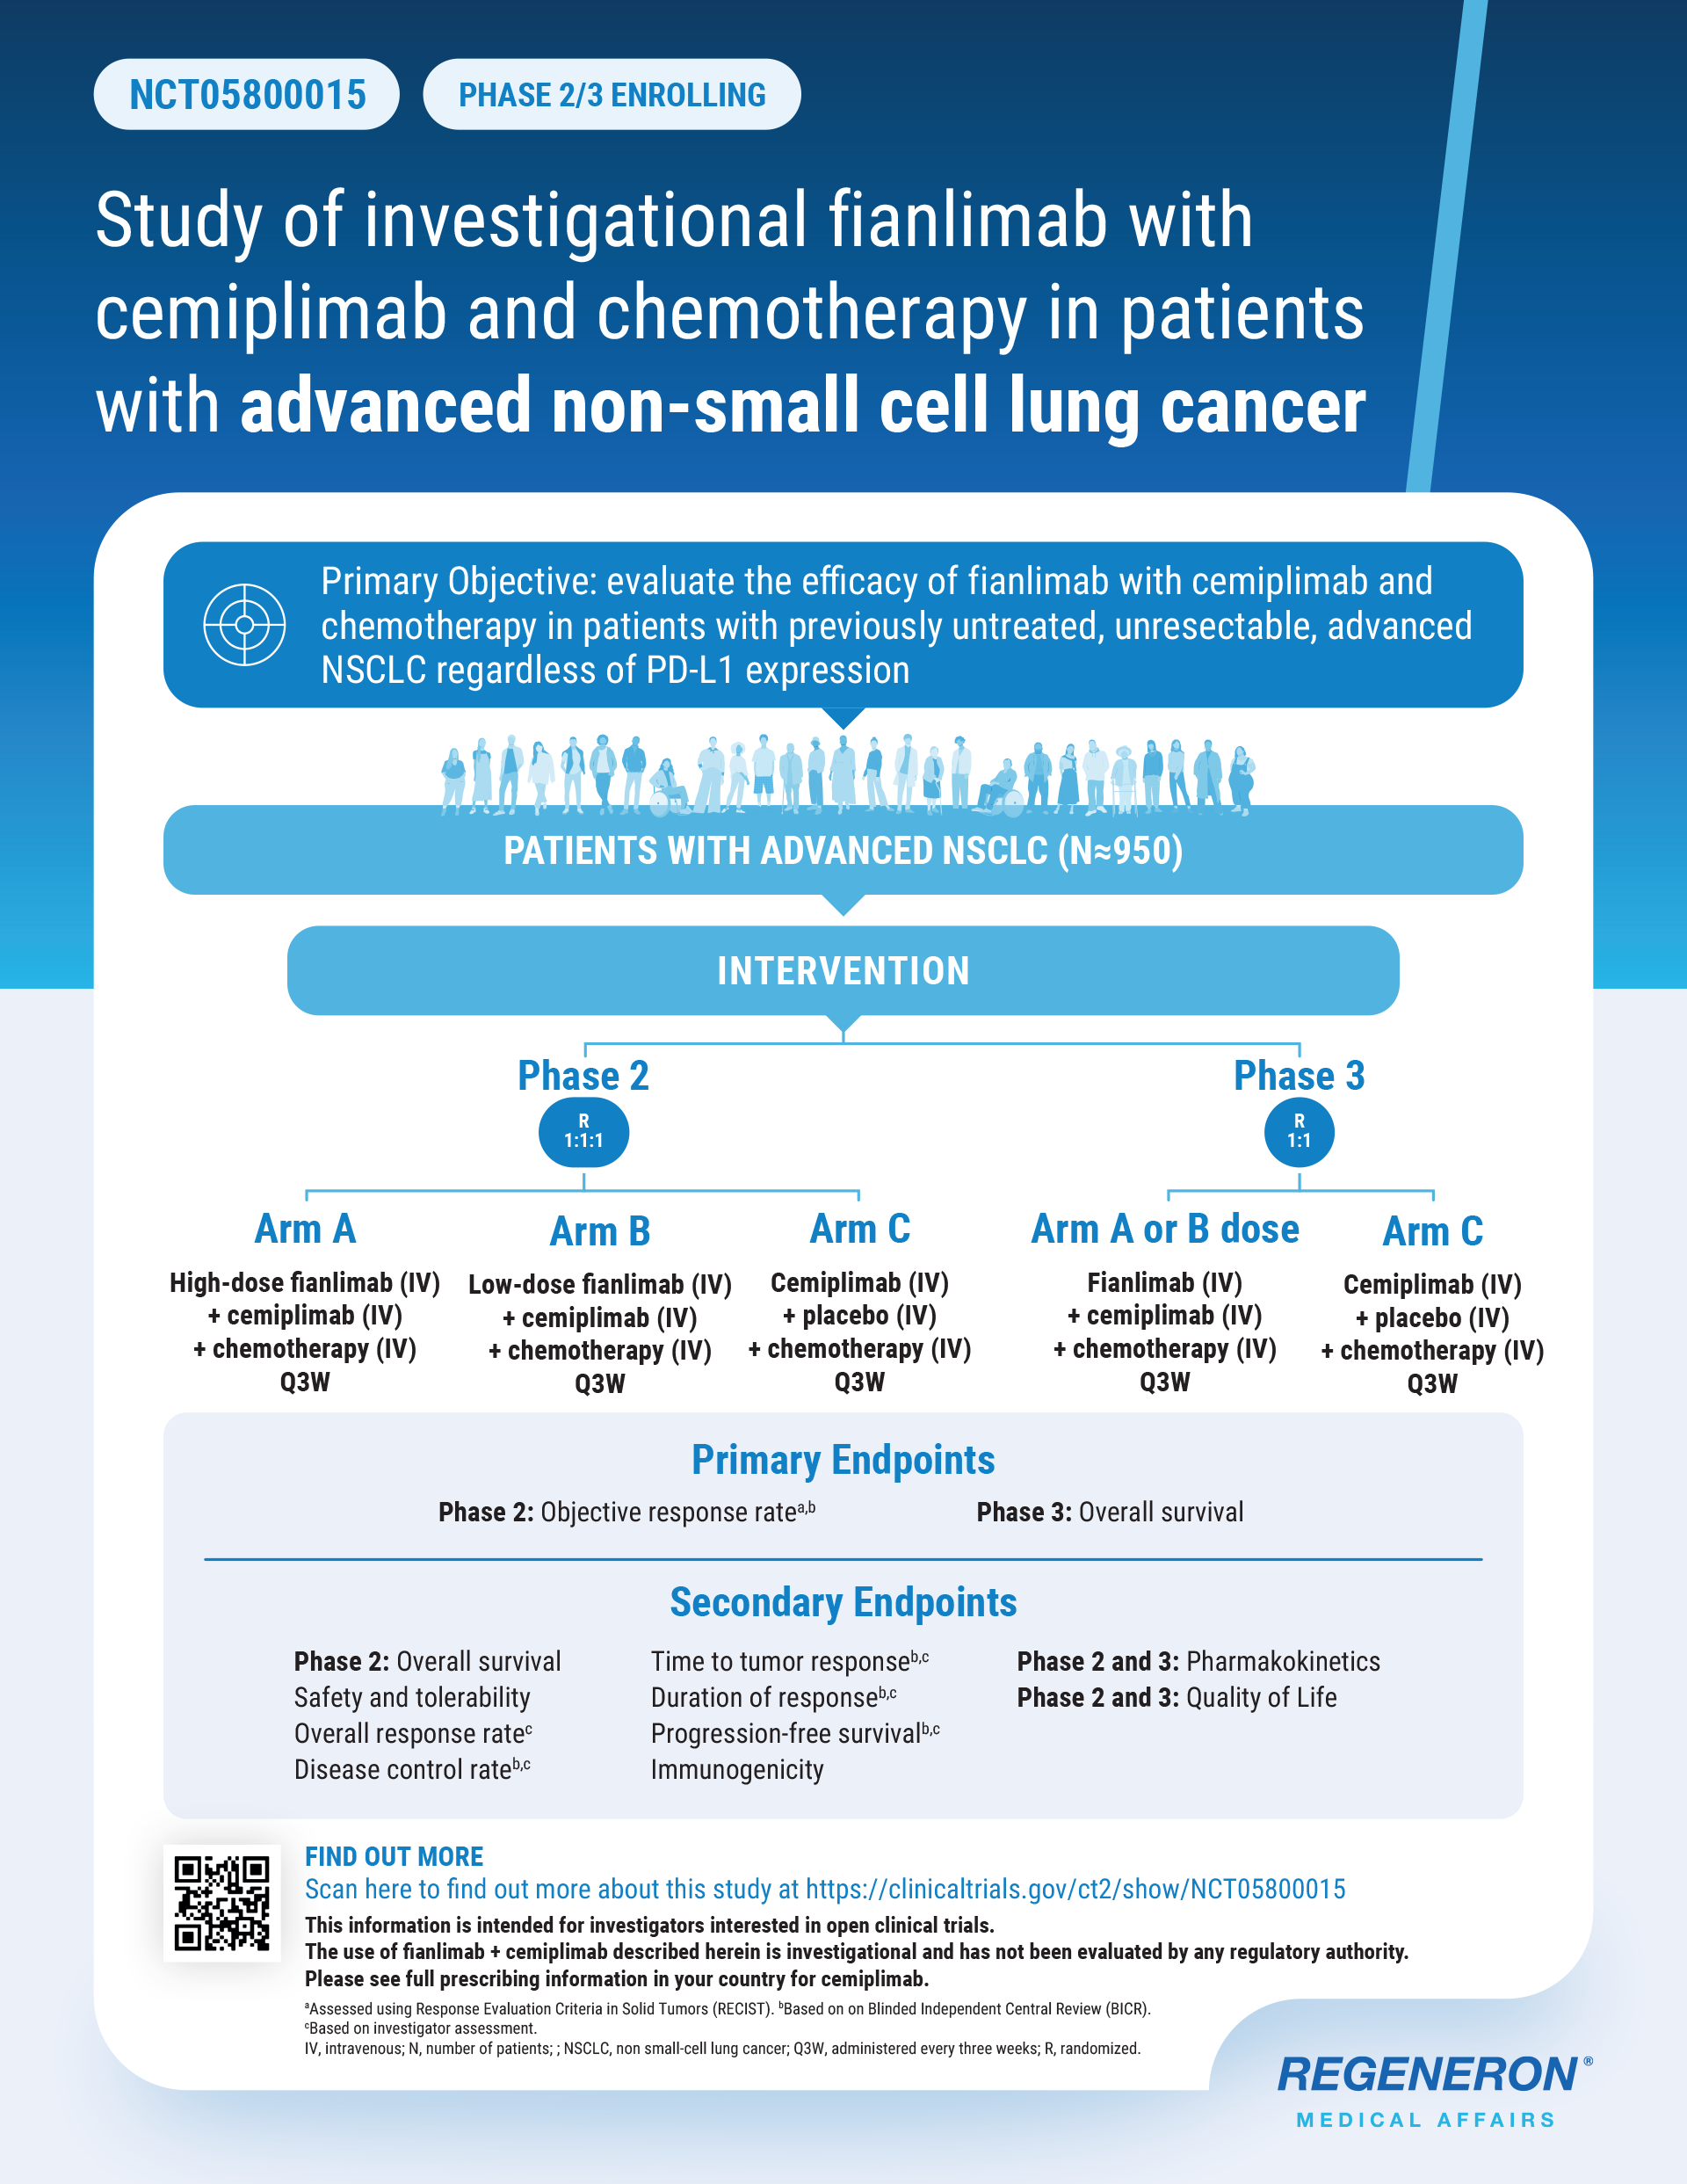 NCT05800015
PHASE 2/3 ENROLLING
Study of investigational fianlimab with
cemiplimab and chemotherapy in patients
with advanced non-small cell lung cancer
Primary Objective: evaluate the efficacy of fianlimab with cemiplimab and
chemotherapy in patients with previously untreated, unresectable, advanced
NSCLC regardless of PD-L1 expression
PATIENTS WITH ADVANCED NSCLC (N≈950)
INTERVENTION
Phase 2
R
1:1:1
Arm A
High-dose fianlimab (IV)
+ cemiplimab (IV)
+ chemotherapy (IV)
Q3W
Arm B
Low-dose fianlimab (IV)
+ cemiplimab (IV)
+ chemotherapy (IV)
Q3W
Arm C
Cemiplimab (IV)
+ placebo (IV)
+ chemotherapy (IV)
Q3W
Phase 3
R
1:1
Arm A or B dose
Fianlimab (IV)
+ cemiplimab (IV)
+ chemotherapy (IV)
Q3W
Arm C
Cemiplimab (IV)
+ placebo (IV)
+ chemotherapy (IV)
Q3W
Primary Endpoints
Phase 2: Objective response rate^a,b
Phase 3: Overall survival
Secondary Endpoints
Phase 2: Overall survival
Safety and tolerability
Overall response rate^c
Disease control rate^b,c
Time to tumor response^b,c
Duration of response^b,c
Progression-free survival^b,c
Immunogenicity
Phase 2 and 3: Pharmakokinetics
Phase 2 and 3: Quality of Life
FIND OUT MORE
Scan here to find out more about this study at https://clinicaltrials.gov/ct2/show/NCT05800015
This information is intended for investigators interested in open clinical trials.
The use of fianlimab + cemiplimab described herein is investigational and has not been evaluated by any regulatory authority.
Please see full prescribing information in your country for cemiplimab.
^aAssessed using Response Evaluation Criteria in Solid Tumors (RECIST). ^bBased on on Blinded Independent Central Review (BICR).
^cBased on investigator assessment.
IV, intravenous; N, number of patients; ; NSCLC, non small-cell lung cancer; Q3W, administered every three weeks; R, randomized.
REGENERON®
MEDICAL AFFAIRS